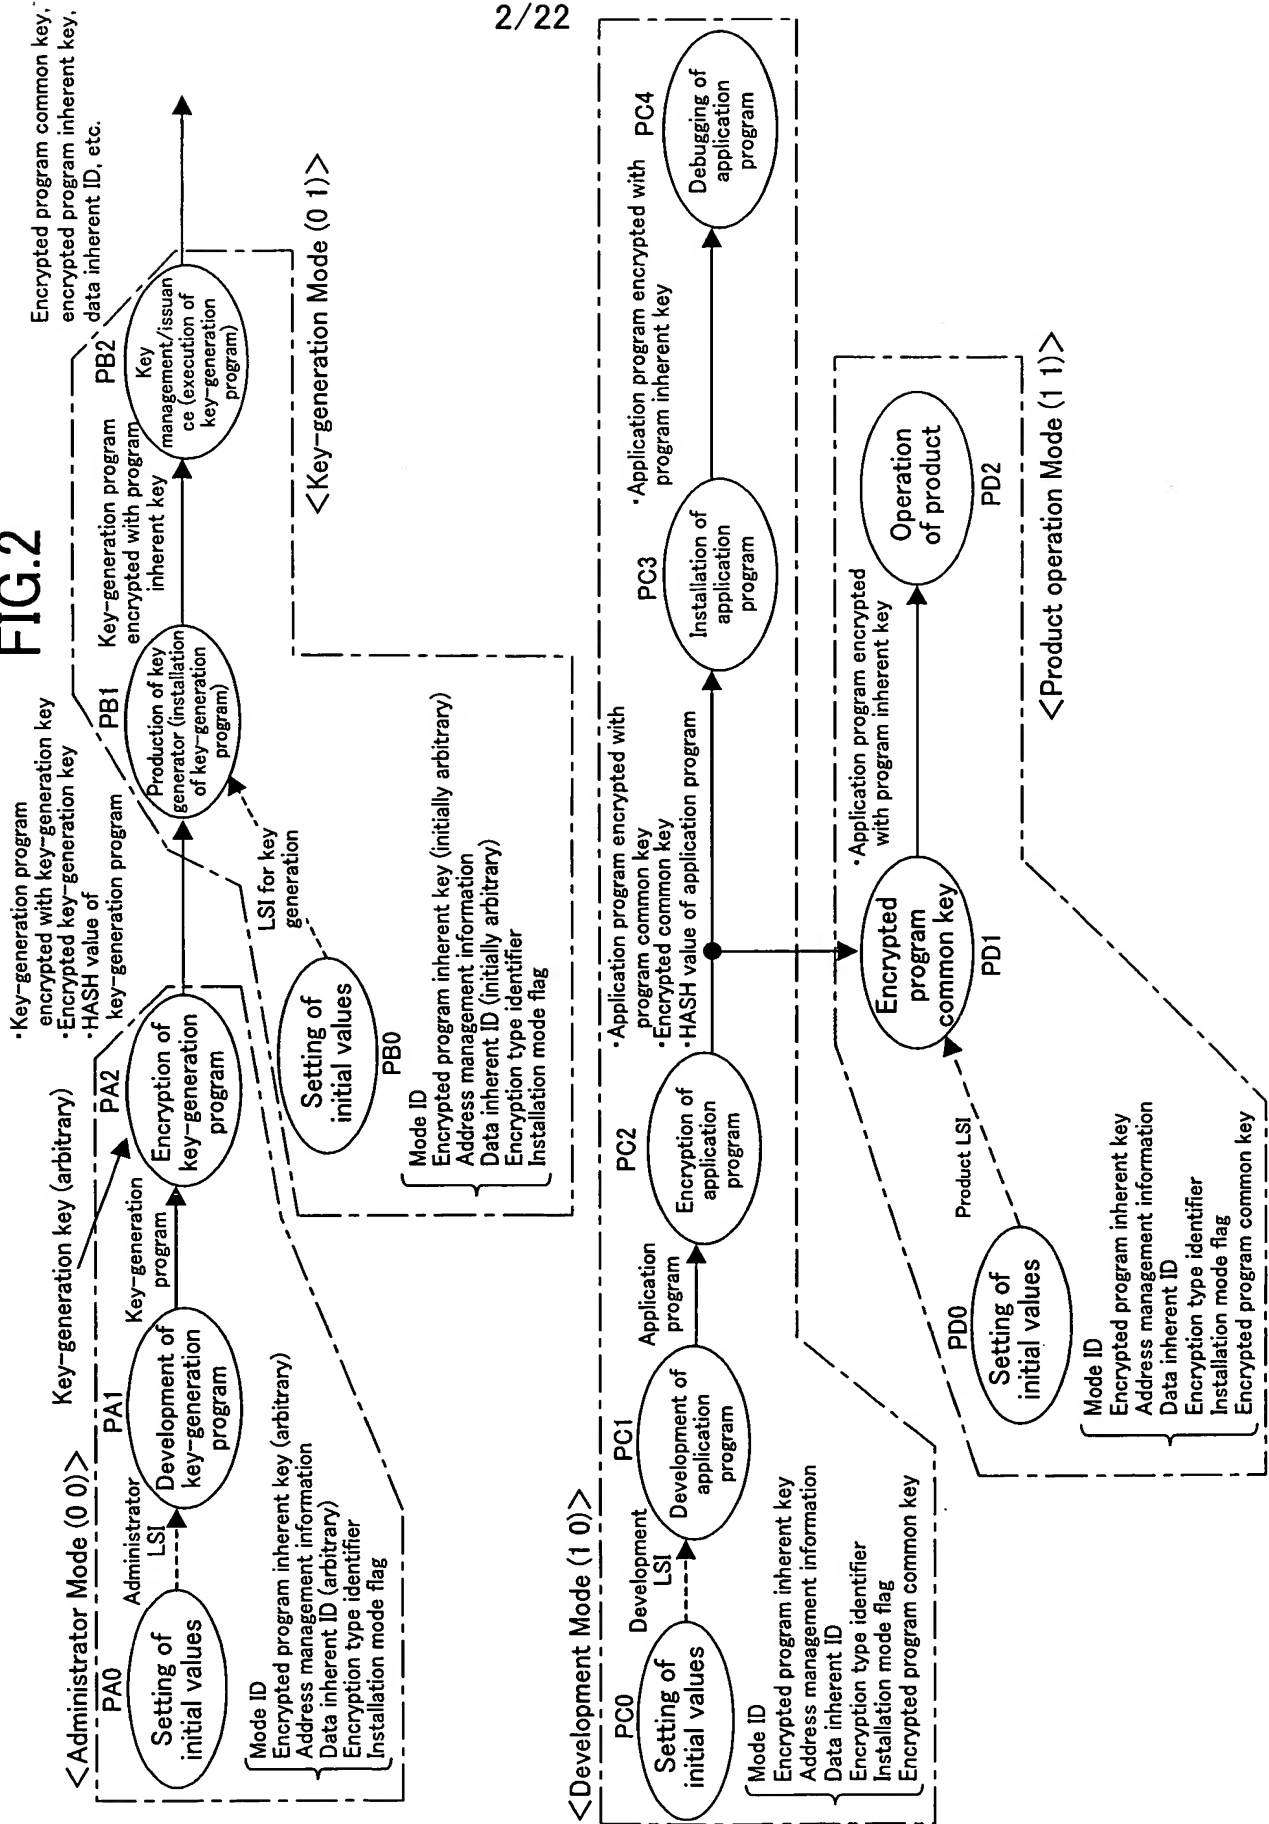 2/22
FIG.2
<Administrator Mode (0 0)>
PA0
Setting of
initial values
Administrator
LSI
Mode ID
Encrypted program inherent key (arbitrary)
Address management information
Data inherent ID (arbitrary)
Encryption type identifier
Installation mode flag
PA1
Development of
key-generation
program
Key-generation
program
Key-generation key (arbitrary)
PA2
Encryption of
key-generation
program
•Key-generation program
encrypted with key-generation key
•Encrypted key-generation key
•HASH value of
key-generation program
PB0
Setting of
initial values
LSI for key
generation
Mode ID
Encrypted program inherent key (initially arbitrary)
Address management information
Data inherent ID (initially arbitrary)
Encryption type identifier
Installation mode flag
PB1
Production of key
generator (installation
of key-generation
program)
Key-generation program
encrypted with program
inherent key
PB2
Key
management/issuan
ce (execution of
key-generation
program)
Encrypted program common key,
encrypted program inherent key,
data inherent ID, etc.
<Key-generation Mode (0 1)>
<Development Mode (1 0)>
PC0
Setting of
initial values
Development
LSI
Mode ID
Encrypted program inherent key
Address management information
Data inherent ID
Encryption type identifier
Installation mode flag
Encrypted program common key
PC1
Development of
application
program
Application
program
PC2
Encryption of
application
program
•Application program encrypted with
program common key
•Encrypted common key
•HASH value of application program
PC3
Installation of
application
program
•Application program encrypted with
program inherent key
PC4
Debugging of
application
program
PD0
Setting of
initial values
Product LSI
Mode ID
Encrypted program inherent key
Address management information
Data inherent ID
Encryption type identifier
Installation mode flag
Encrypted program common key
PD1
Encrypted
program
common key
•Application program encrypted
with program inherent key
PD2
Operation
of product
<Product operation Mode (1 1)>